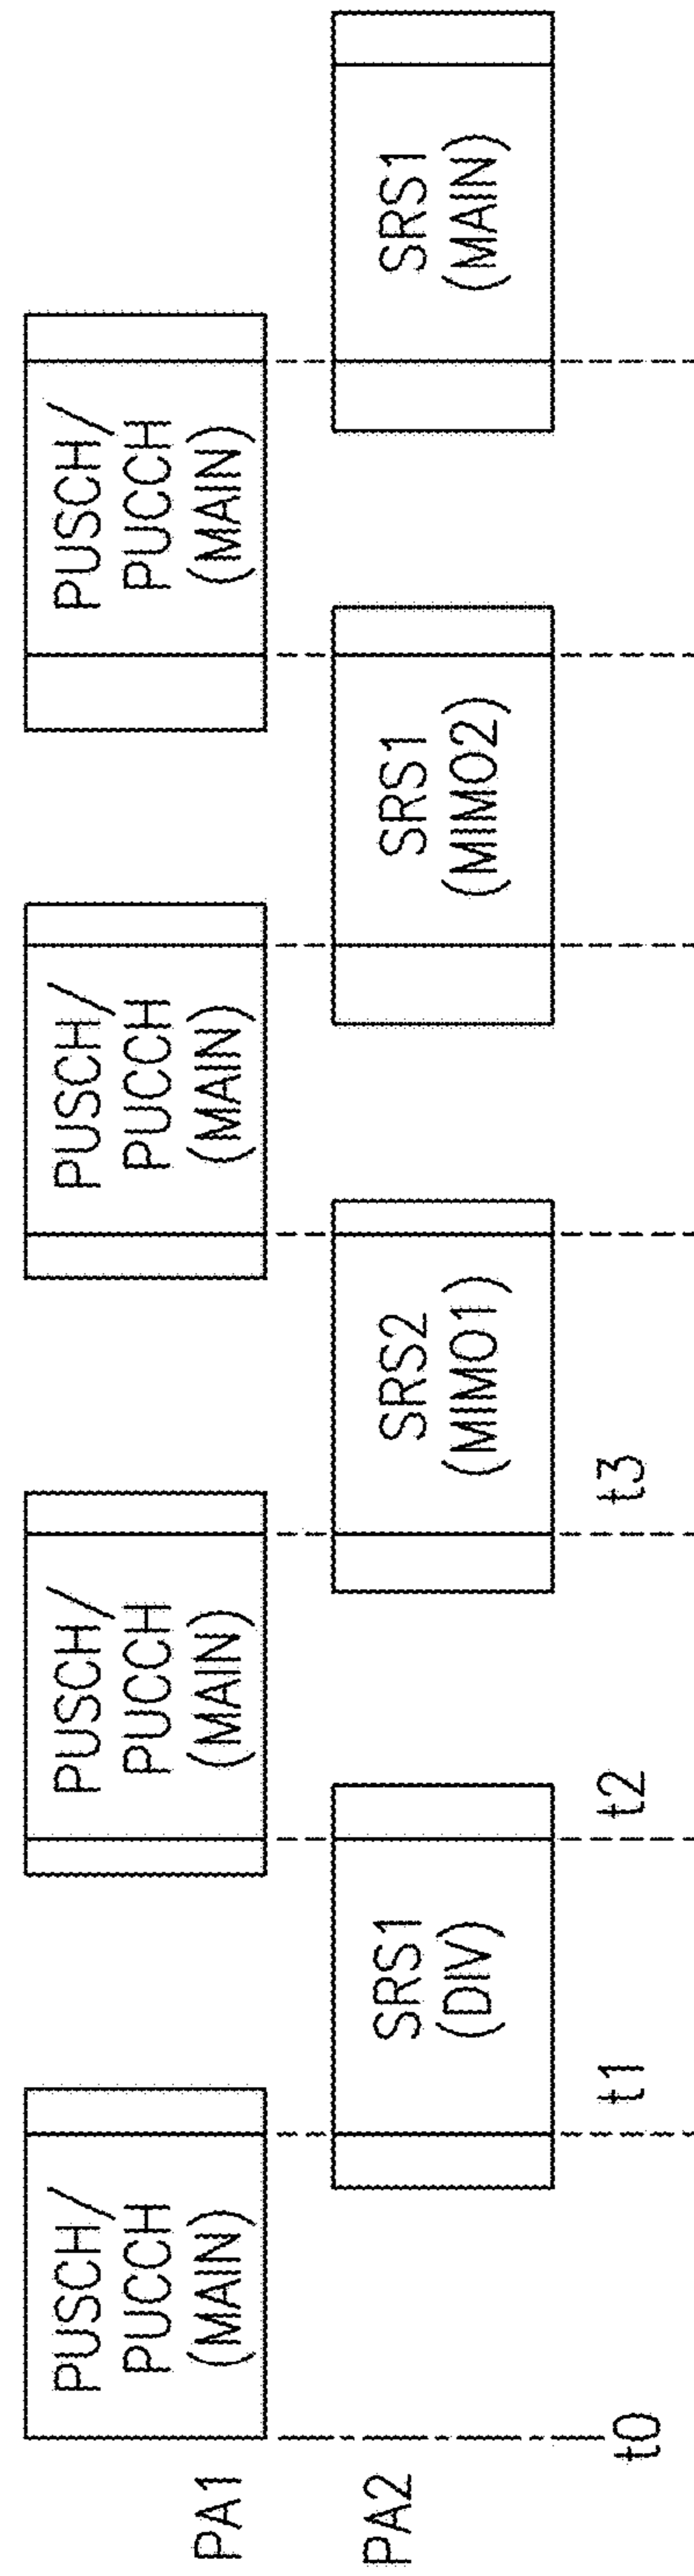 PA1
PUSCH/
PUCCH
(MAIN)
PUSCH/
PUCCH
(MAIN)
PUSCH/
PUCCH
(MAIN)
PUSCH/
PUCCH
(MAIN)
PA2
SRS1
(DIV)
SRS2
(MIMO1)
SRS1
(MIMO2)
SRS1
(MAIN)
t0
t1
t2
t3